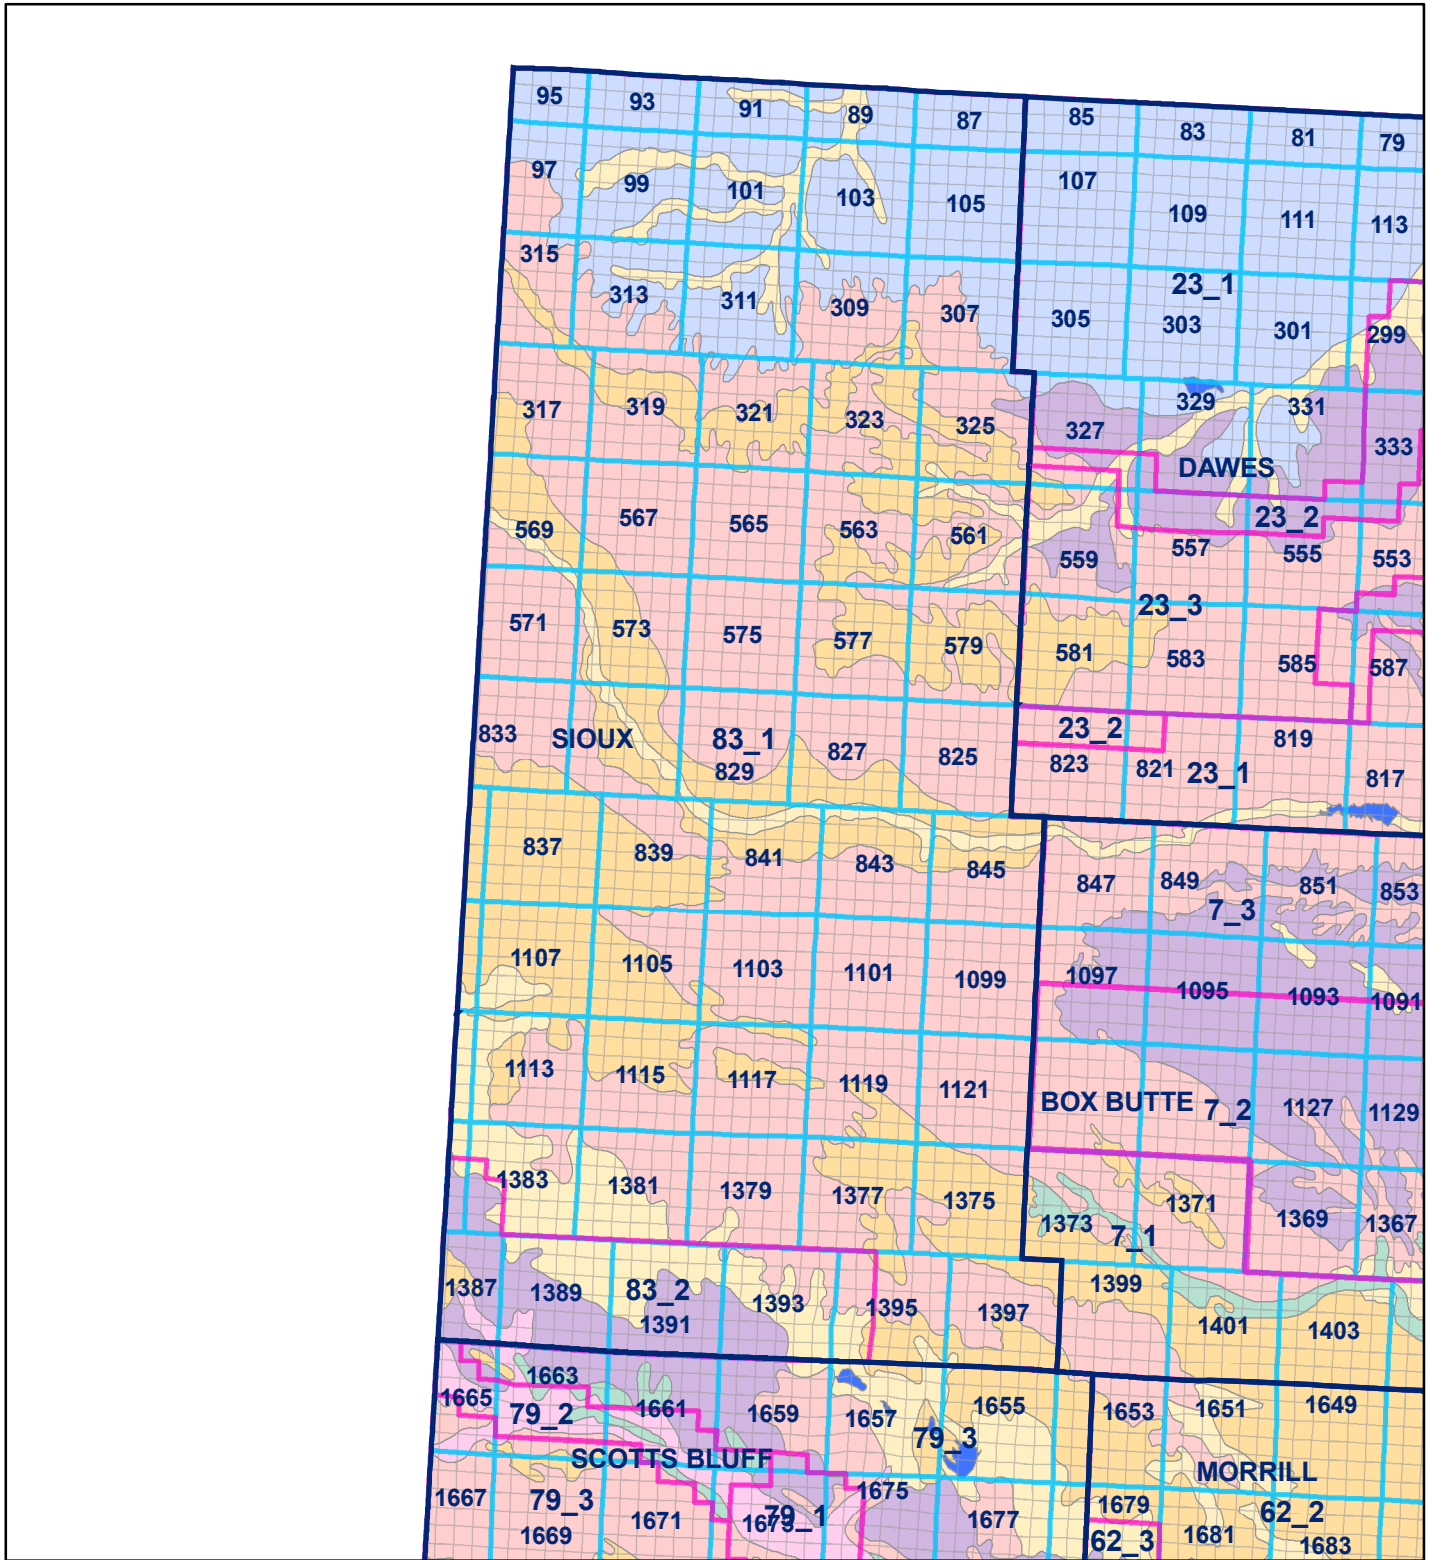 95 93 91 89 87 85 83 81 79
97 99 101 103 105 107 109 111 113
315 313 311 309 307 305 303 301 299
23_1
317 319 321 323 325 327 329 331 333
DAWES
569 567 565 563 561 559 557 555 553
23_2
571 573 575 577 579 581 583 585 587
23_3
833 829 827 825 823 821 819 817
SIOUX 83_1 23_2 23_1
837 839 841 843 845 847 849 851 853
7_3
1107 1105 1103 1101 1099 1097 1095 1093 1091
1113 1115 1117 1119 1121 1127 1129
BOX BUTTE 7_2
1383 1381 1379 1377 1375 1373 1371 1369 1367
7_1
1387 1389 1391 1393 1395 1397 1399 1401 1403
83_2
1665 1663 1661 1659 1657 1655 1653 1651 1649
79_2 79_3
SCOTTS BLUFF MORRILL
1667 1669 1671 1673 1675 1677 1679 1681 1683
79_3 79_1 62_3 62_2